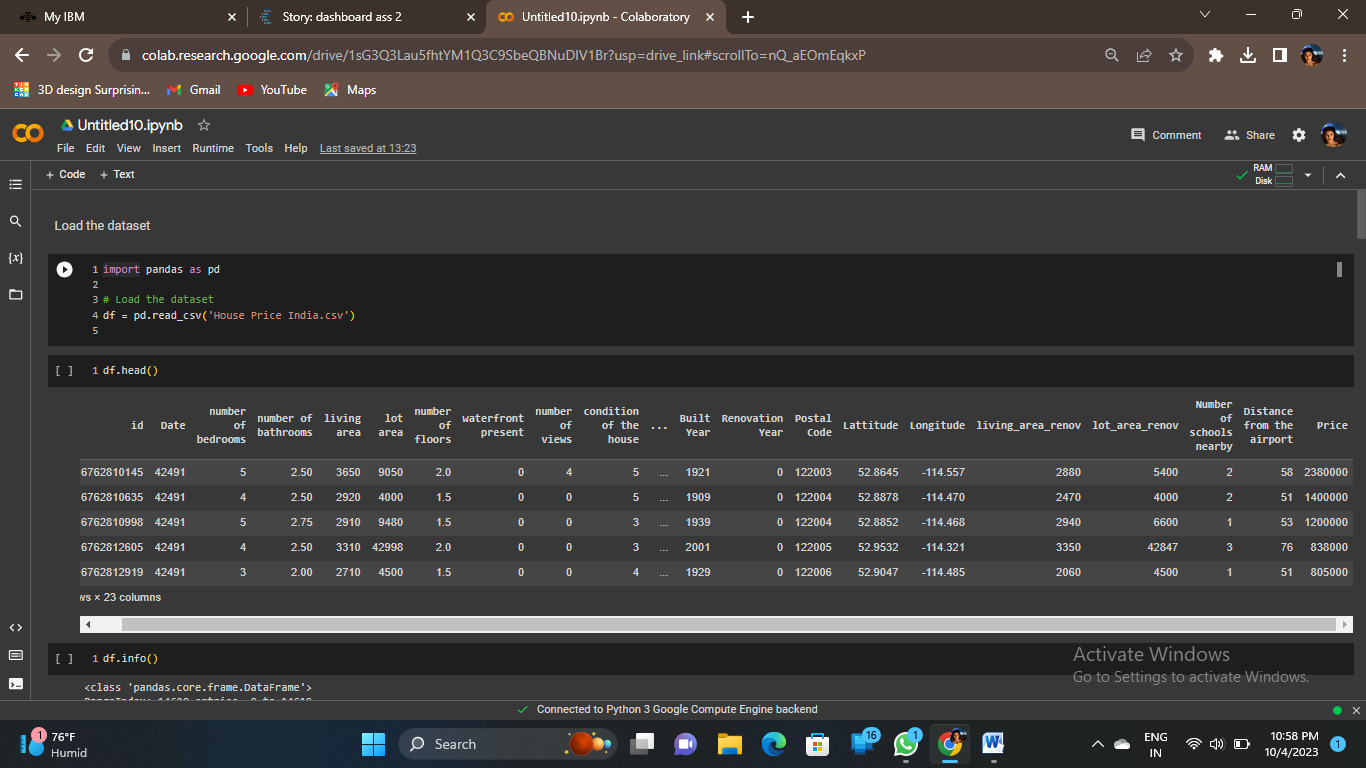 My IBM
Story: dashboard ass 2
Untitled10.ipynb - Colaboratory
colab.research.google.com/drive/1sG3Q3Lau5fhtYM1Q3C9SbeQBNuDIV1Br?usp=drive_link#scrollTo=nQ_aEOmEqkxP
3D design Surprisin... Gmail YouTube Maps
Untitled10.ipynb
Comment Share
File Edit View Insert Runtime Tools Help Last saved at 13:23
+ Code + Text
RAM
Disk
Load the dataset
1 import pandas as pd
2
3 # Load the dataset
4 df = pd.read_csv('House Price India.csv')
5
[ ] 1 df.head()
id Date number of bedrooms number of bathrooms living area lot area number of floors waterfront present number of views condition of the house ... Built Year Renovation Year Postal Code Lattitude Longitude living_area_renov lot_area_renov Number of schools nearby Distance from the airport Price
6762810145 42491 5 2.50 3650 9050 2.0 0 4 5 ... 1921 0 122003 52.8645 -114.557 2880 5400 2 58 2380000
6762810635 42491 4 2.50 2920 4000 1.5 0 0 5 ... 1909 0 122004 52.8878 -114.470 2470 4000 2 51 1400000
6762810998 42491 5 2.75 2910 9480 1.5 0 0 3 ... 1939 0 122004 52.8852 -114.468 2940 6600 1 53 1200000
6762812605 42491 4 2.50 3310 42998 2.0 0 0 3 ... 2001 0 122005 52.9532 -114.321 3350 42847 3 76 838000
6762812919 42491 3 2.00 2710 4500 1.5 0 0 4 ... 1929 0 122006 52.9047 -114.485 2060 4500 1 51 805000
ws × 23 columns
[ ] 1 df.info()
<class 'pandas.core.frame.DataFrame'>
Activate Windows
Go to Settings to activate Windows.
Connected to Python 3 Google Compute Engine backend
1
76°F
Humid
Search
16
1
ENG
IN
10:58 PM
10/4/2023
1